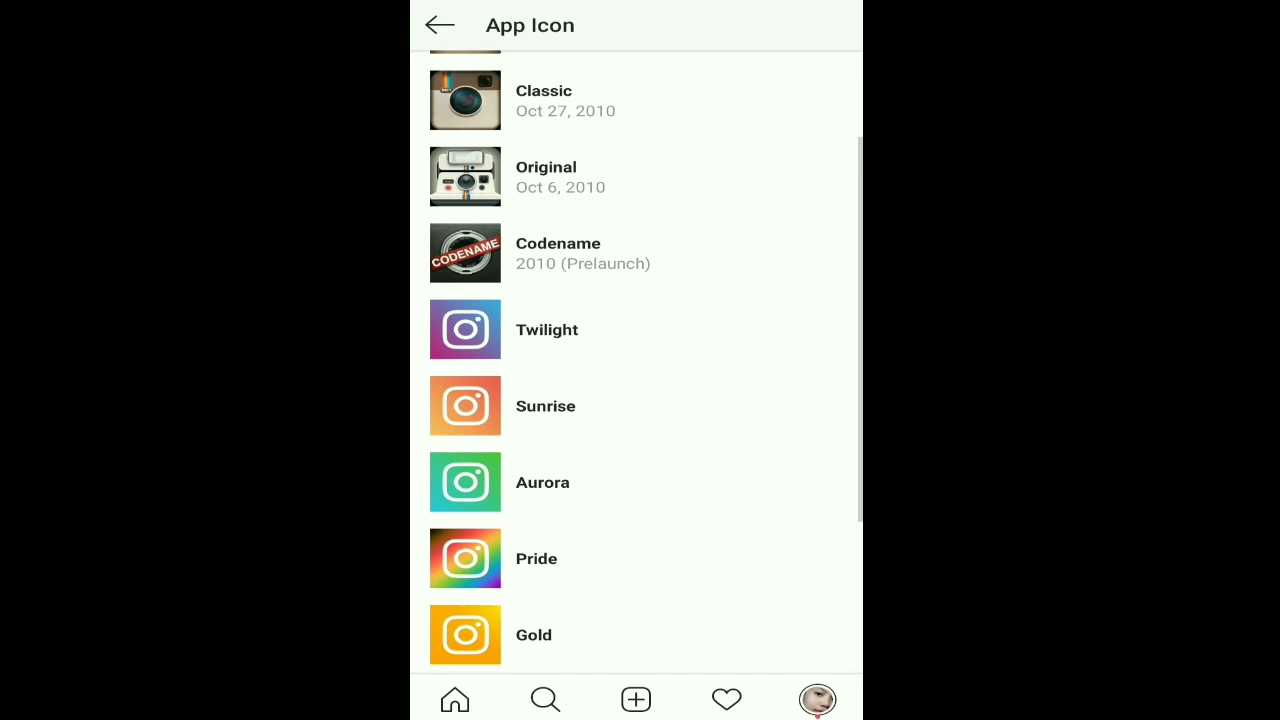 App Icon
Classic
Oct 27, 2010
Original
Oct 6, 2010
CODENAME
Codename
2010 (Prelaunch)
Twilight
Sunrise
Aurora
Pride
Gold